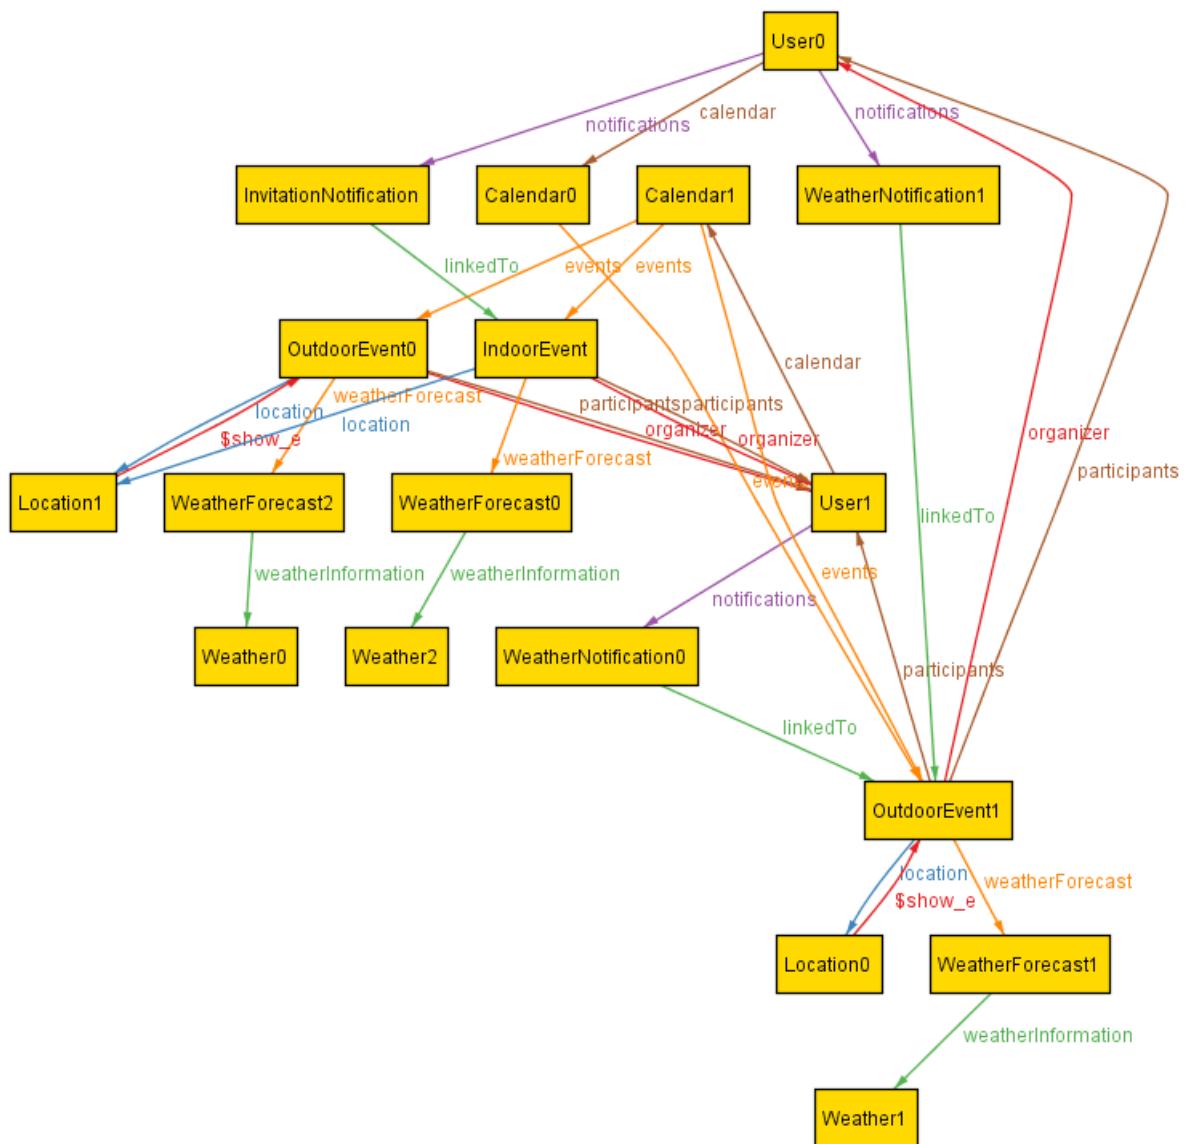 User0
calendar
notifications
notifications
InvitationNotification
Calendar0
Calendar1
WeatherNotification1
linkedTo
events
events
OutdoorEvent0
IndoorEvent
calendar
weatherForecast
participants
participants
location
location
organizer
organizer
organizer
$show_e
weatherForecast
participants
Location1
WeatherForecast2
WeatherForecast0
events
User1
linkedTo
weatherInformation
weatherInformation
events
notifications
Weather0
Weather2
WeatherNotification0
participants
linkedTo
OutdoorEvent1
location
weatherForecast
$show_e
Location0
WeatherForecast1
weatherInformation
Weather1